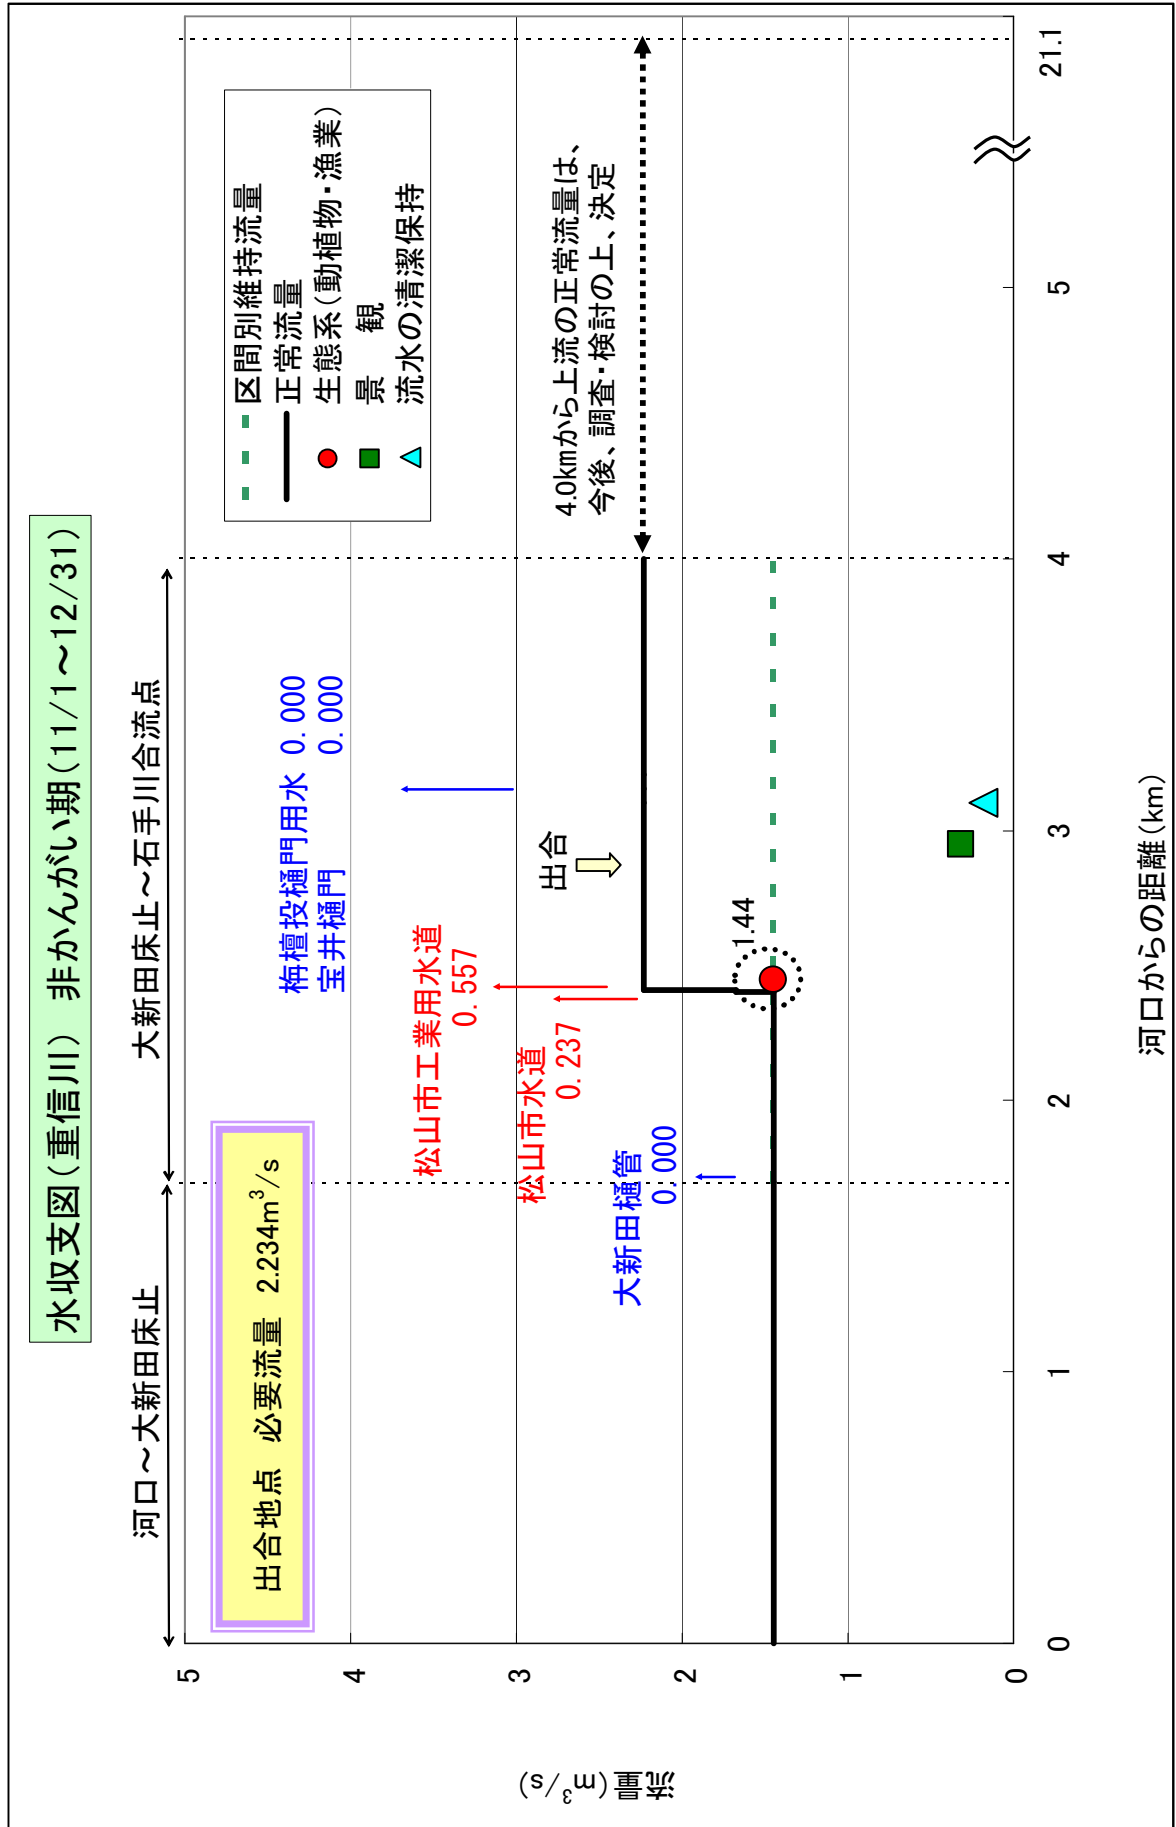 水収支図(重信川)　非かんがい期(11/1～12/31)
河口～大新田床止
大新田床止～石手川合流点
出合地点　必要流量　2.234m³/s
区間別維持流量
正常流量
生態系(動植物・漁業)
景　観
流水の清潔保持
栴檀投樋門用水 0.000
宝井樋門 0.000
松山市工業用水道
0.557
松山市水道
0.237
大新田樋管
0.000
出合
1.44
4.0kmから上流の正常流量は、
今後、調査・検討の上、決定
流量(m³/s)
5
4
3
2
1
0
0
1
2
3
4
5
21.1
河口からの距離(km)